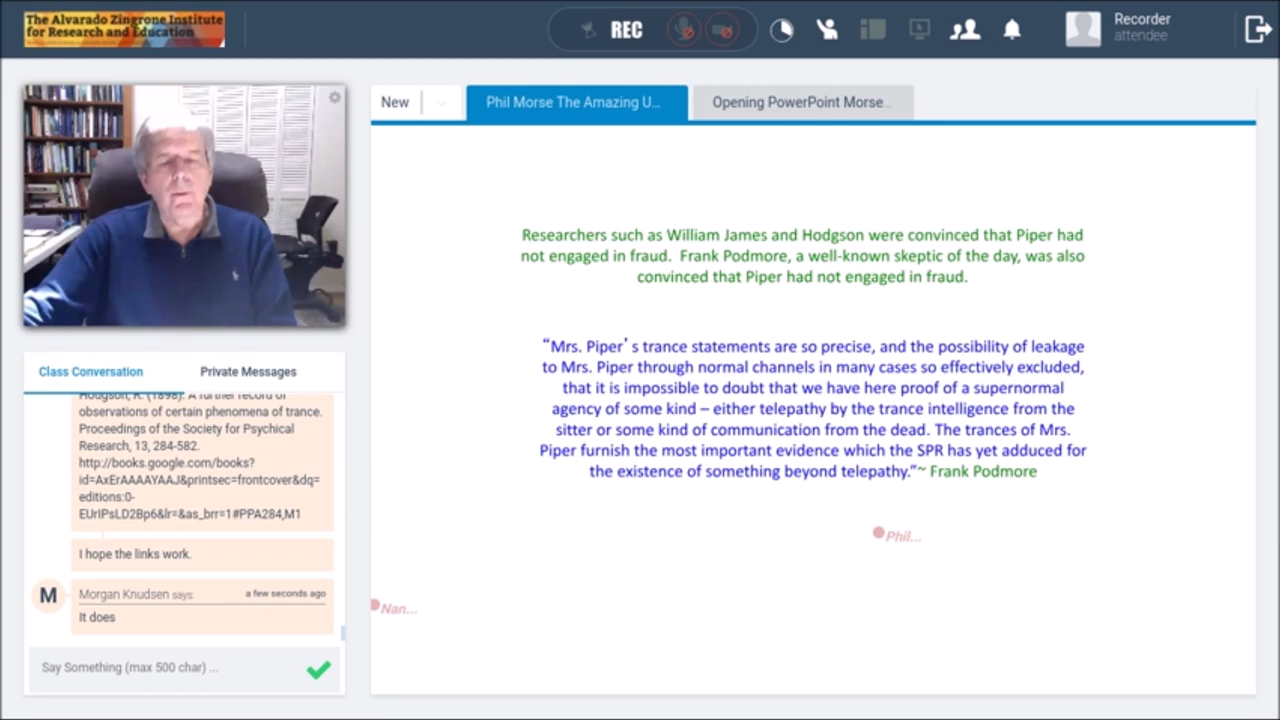 The Alvarado Zingrone Institute
for Research and Education
REC
Recorder
attendee
New
Phil Morse The Amazing U...
Opening PowerPoint Morse...
Researchers such as William James and Hodgson were convinced that Piper had
not engaged in fraud. Frank Podmore, a well-known skeptic of the day, was also
convinced that Piper had not engaged in fraud.
“Mrs. Piper’s trance statements are so precise, and the possibility of leakage
to Mrs. Piper through normal channels in many cases so effectively excluded,
that it is impossible to doubt that we have here proof of a supernormal
agency of some kind – either telepathy by the trance intelligence from the
sitter or some kind of communication from the dead. The trances of Mrs.
Piper furnish the most important evidence which the SPR has yet adduced for
the existence of something beyond telepathy.”~ Frank Podmore
Phil...
Nan...
Class Conversation
Private Messages
Hodgson, R. (1898). A further record of
observations of certain phenomena of trance.
Proceedings of the Society for Psychical
Research, 13, 284-582.
http://books.google.com/books?
id=AxErAAAAYAAJ&printsec=frontcover&dq=
editions:0-
EUrIPsLD2Bp6&lr=&as_brr=1#PPA284,M1
I hope the links work.
M
Morgan Knudsen says:
a few seconds ago
It does
Say Something (max 500 char) ...